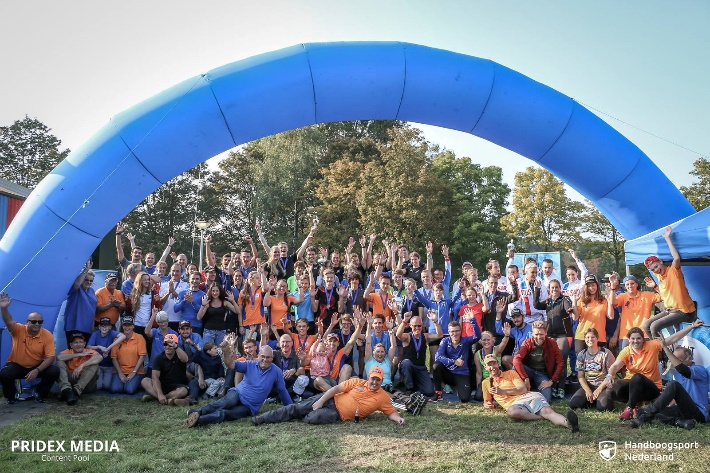 PRIDEX MEDIA
Content Pool
Handboogsport
Nederland